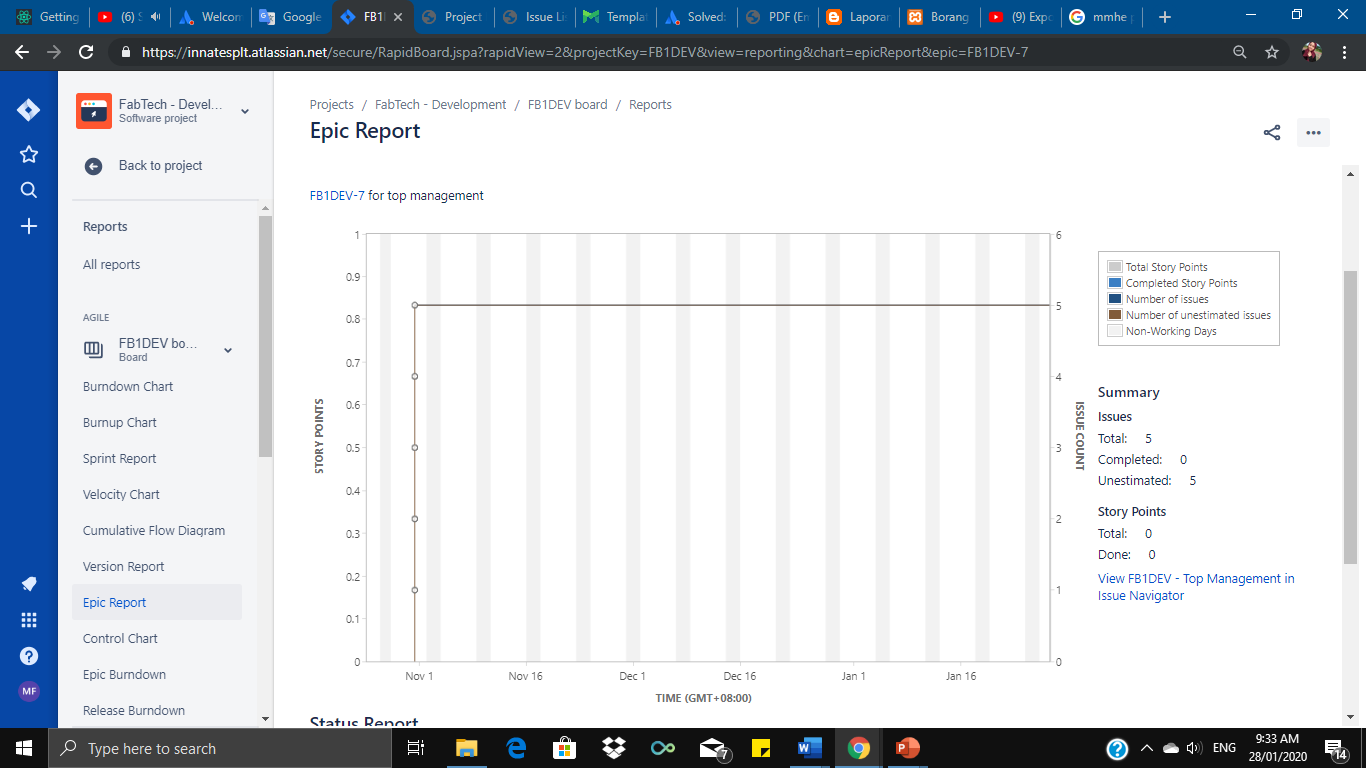 Getting
(6) S
Welcom
Google
FB1
Project
Issue Li
Templat
Solved:
PDF (En
Laporar
Borang
(9) Expo
mmhe p
https://innatesplt.atlassian.net/secure/RapidBoard.jspa?rapidView=2&projectKey=FB1DEV&view=reporting&chart=epicReport&epic=FB1DEV-7
FabTech - Devel...
Software project
Back to project
Reports
All reports
AGILE
FB1DEV bo...
Board
Burndown Chart
Burnup Chart
Sprint Report
Velocity Chart
Cumulative Flow Diagram
Version Report
Epic Report
Control Chart
Epic Burndown
Release Burndown
MF
Projects / FabTech - Development / FB1DEV board / Reports
Epic Report
FB1DEV-7 for top management
1
0.9
0.8
0.7
0.6
0.5
0.4
0.3
0.2
0.1
0
STORY POINTS
6
5
4
3
2
1
0
ISSUE COUNT
Nov 1
Nov 16
Dec 1
Dec 16
Jan 1
Jan 16
TIME (GMT+08:00)
Total Story Points
Completed Story Points
Number of issues
Number of unestimated issues
Non-Working Days
Summary
Issues
Total: 5
Completed: 0
Unestimated: 5
Story Points
Total: 0
Done: 0
View FB1DEV - Top Management in
Issue Navigator
Status Report
Type here to search
7
ENG
9:33 AM
28/01/2020
14